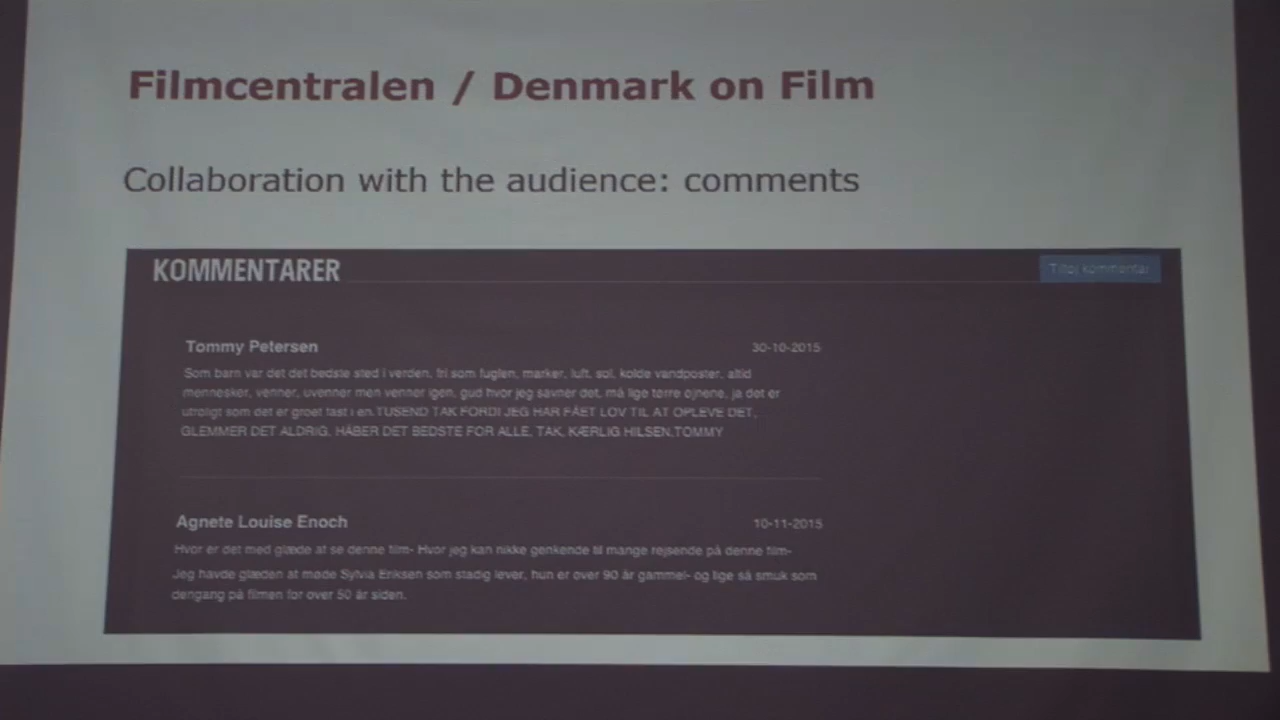 Filmcentralen / Denmark on Film
Collaboration with the audience: comments
KOMMENTARER
Tilføj kommentar
Tommy Petersen
30-10-2015
Som barn var det det bedste sted i verden, fri som fuglen, marker, luft, sol, kolde vandposter, altid
mennesker, venner, uvenner men venner igen, gud hvor jeg savner det, må lige tørre øjnene, ja det er
utroligt som det er groet fast i en.TUSEND TAK FORDI JEG HAR FÅET LOV TIL AT OPLEVE DET,
GLEMMER DET ALDRIG, HÅBER DET BEDSTE FOR ALLE, TAK, KÆRLIG HILSEN,TOMMY
Agnete Louise Enoch
10-11-2015
Hvor er det med glæde at se denne film- Hvor jeg kan nikke genkende til mange rejsende på denne film-
Jeg havde glæden at møde Sylvia Eriksen som stadig lever, hun er over 90 år gammel- og lige så smuk som
dengang på filmen for over 50 år siden.